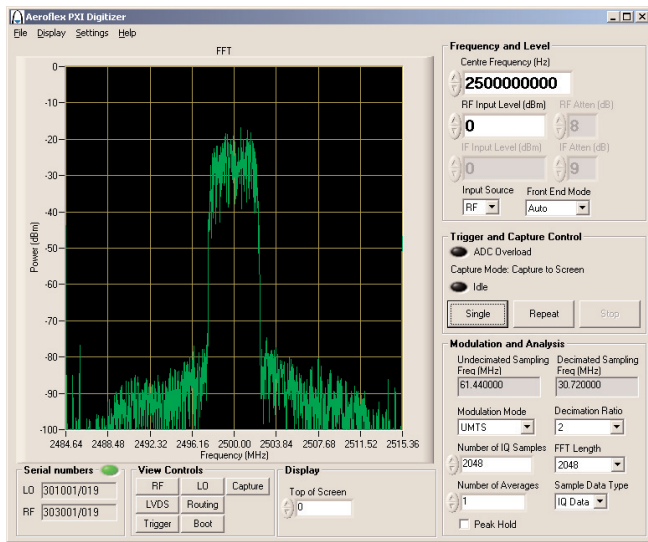 Aeroflex PXI Digitizer
File Display Settings Help
FFT
Power (dBm)
0
-10
-20
-30
-40
-50
-60
-70
-80
-90
-100
2484.64 2488.48 2492.32 2496.16 2500.00 2503.84 2507.68 2511.52 2515.36
Frequency (MHz)
Serial numbers
LO 301001/019
RF 303001/019
View Controls
RF LO Capture
LVDS Routing
Trigger Boot
Display
Top of Screen
0
Frequency and Level
Centre Frequency (Hz)
2500000000
RF Input Level (dBm) RF Atten (dB)
0 8
IF Input Level (dBm) IF Atten (dB)
0 9
Input Source Front End Mode
RF Auto
Trigger and Capture Control
ADC Overload
Capture Mode: Capture to Screen
Idle
Single Repeat Stop
Modulation and Analysis
Undecimated Sampling Decimated Sampling
Freq (MHz) Freq (MHz)
61.440000 30.720000
Modulation Mode Decimation Ratio
UMTS 2
Number of IQ Samples FFT Length
2048 2048
Number of Averages Sample Data Type
1 IQ Data
Peak Hold